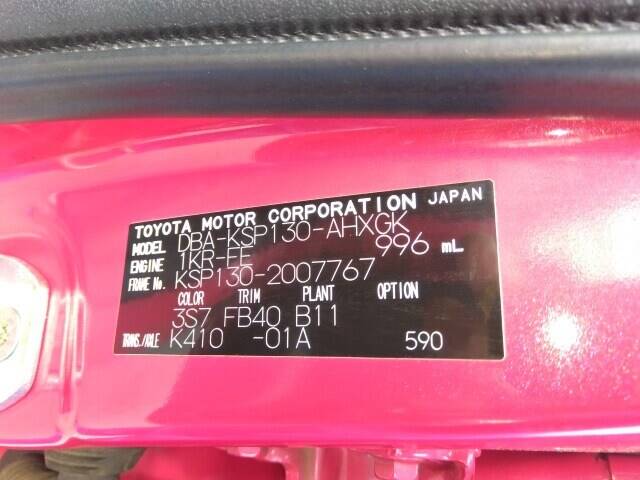 TOYOTA MOTOR CORPORATION JAPAN
MODEL DBA-KSP130-AHXGK
ENGINE 1KR-FE 996 mL
FRAME No. KSP130-2007767
COLOR TRIM PLANT OPTION
3S7 FB40 B11
TRANS./AXLE K410 -01A 590